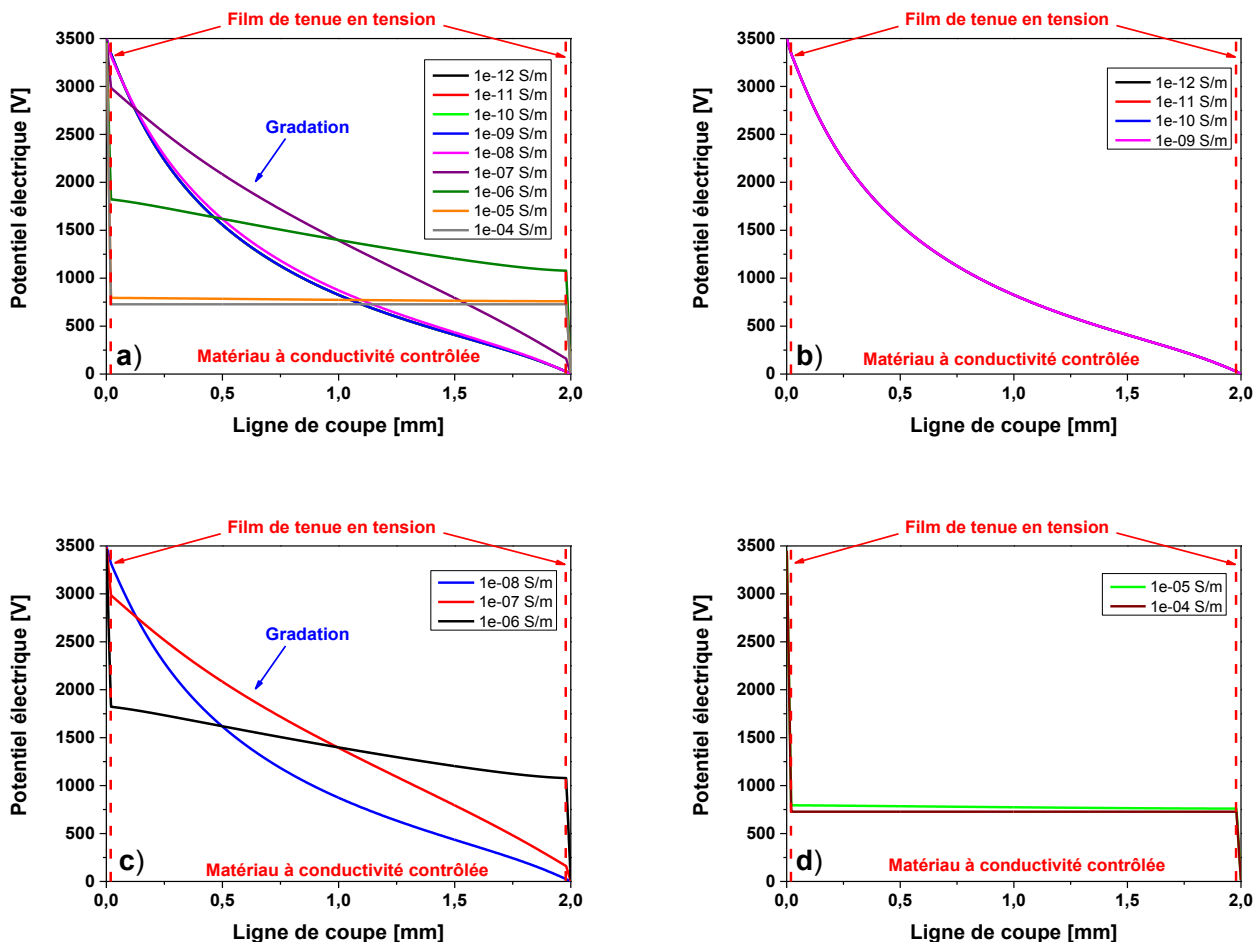 Film de tenue en tension
Potentiel électrique [V]
3500
3000
2500
2000
1500
1000
500
0
1e-12 S/m
1e-11 S/m
1e-10 S/m
1e-09 S/m
1e-08 S/m
1e-07 S/m
1e-06 S/m
1e-05 S/m
1e-04 S/m
Gradation
a)
Matériau à conductivité contrôlée
0,0 0,5 1,0 1,5 2,0
Ligne de coupe [mm]
Film de tenue en tension
Potentiel électrique [V]
3500
3000
2500
2000
1500
1000
500
0
1e-12 S/m
1e-11 S/m
1e-10 S/m
1e-09 S/m
b)
Matériau à conductivité contrôlée
0,0 0,5 1,0 1,5 2,0
Ligne de coupe [mm]
Film de tenue en tension
Potentiel électrique [V]
3500
3000
2500
2000
1500
1000
500
0
1e-08 S/m
1e-07 S/m
1e-06 S/m
Gradation
c)
Matériau à conductivité contrôlée
0,0 0,5 1,0 1,5 2,0
Ligne de coupe [mm]
Film de tenue en tension
Potentiel électrique [V]
3500
3000
2500
2000
1500
1000
500
0
1e-05 S/m
1e-04 S/m
d)
Matériau à conductivité contrôlée
0,0 0,5 1,0 1,5 2,0
Ligne de coupe [mm]